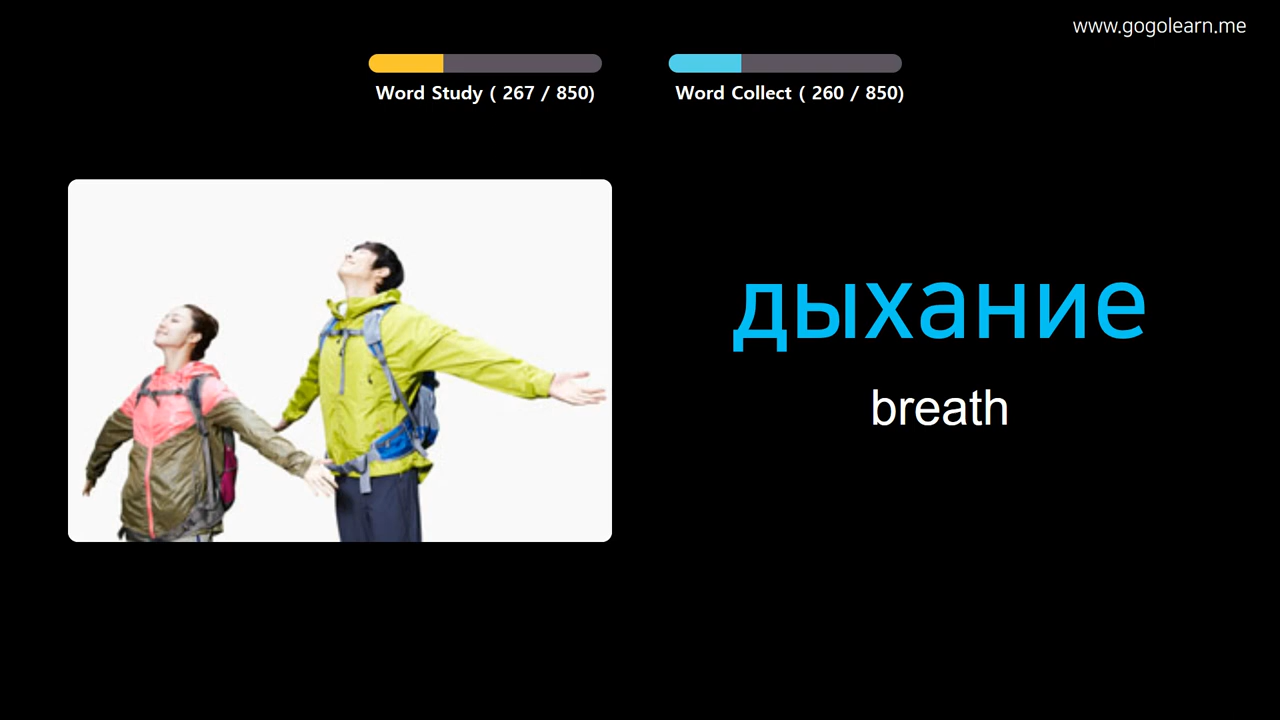 www.gogolearn.me
Word Study ( 267 / 850)
Word Collect ( 260 / 850)
дыхание
breath